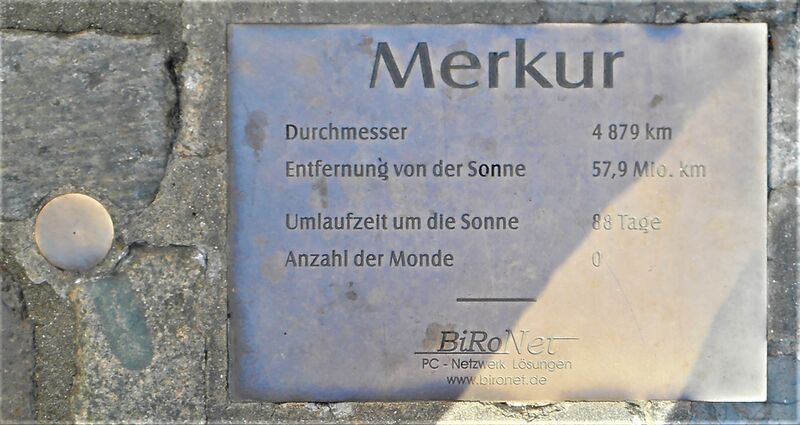 Merkur
Durchmesser 4 879 km
Entfernung von der Sonne 57,9 Mio. km
Umlaufzeit um die Sonne 88 Tage
Anzahl der Monde 0
BiRoNet
PC - Netzwerk Lösungen
www.bironet.de